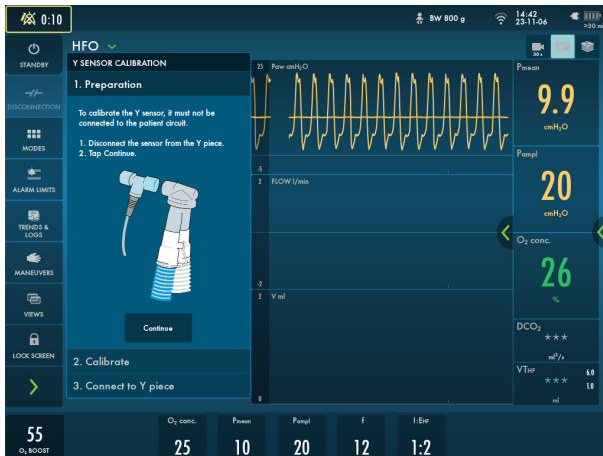 0:10
BW 800 g
14:42
23-11-06
>30 m
STANDBY
DISCONNECTION
MODES
ALARM LIMITS
TRENDS &
LOGS
MANEUVERS
VIEWS
LOCK SCREEN
55
O₂ BOOST
HFO
Y SENSOR CALIBRATION
1. Preparation
To calibrate the Y sensor, it must not be
connected to the patient circuit.
1. Disconnect the sensor from the Y piece.
2. Tap Continue.
Continue
2. Calibrate
3. Connect to Y piece
25 Paw cmH₂O
-5
2 FLOW l/min
-2
2 V ml
0
30 s
Pmean
9.9
cmH₂O
Pampl
20
cmH₂O
O₂ conc.
26
%
DCO₂
***
ml²/s
VTHF
6.0
*** 1.0
ml
O₂ conc. Pmean Pampl f I:EHF
25 10 20 12 1:2